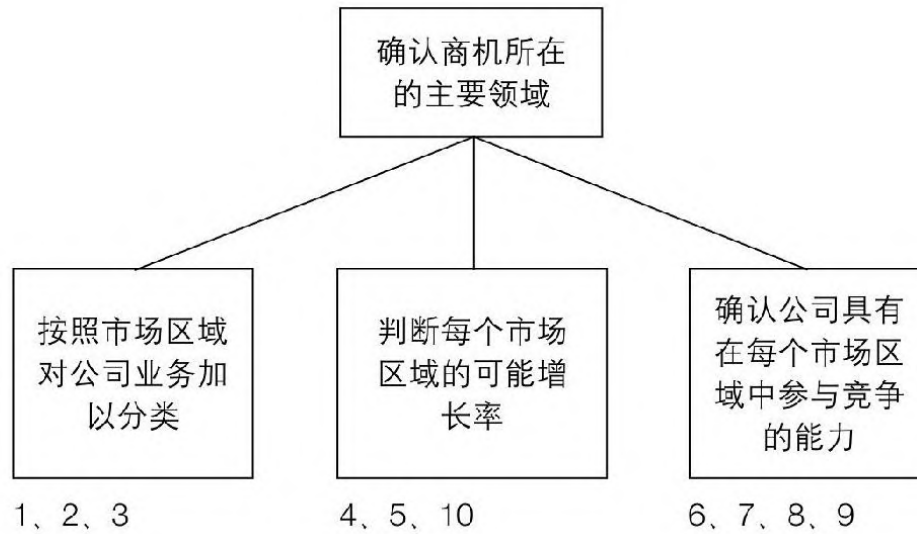 确认商机所在
的主要领域
按照市场区域
对公司业务加
以分类
判断每个市场
区域的可能增
长率
确认公司具有
在每个市场区
域中参与竞争
的能力
1、2、3
4、5、10
6、7、8、9